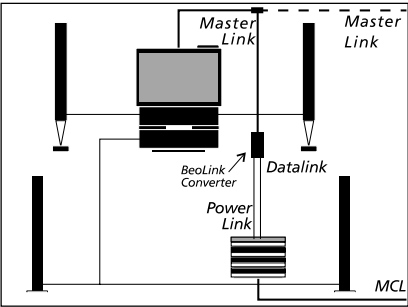 Master
Link
Master
Link
BeoLink
Converter
Datalink
Power
Link
MCL